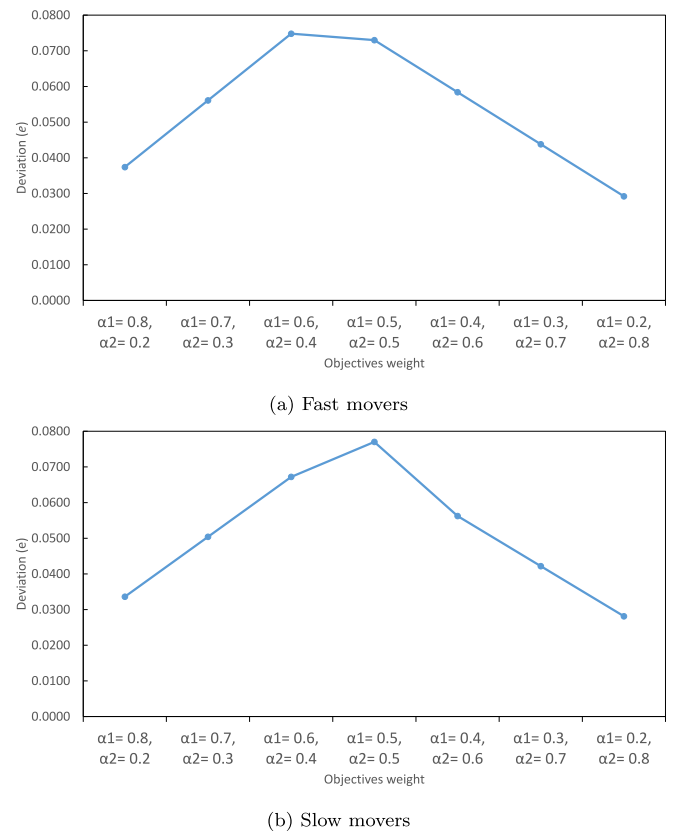 0.0800
0.0700
0.0600
0.0500
0.0400
0.0300
0.0200
0.0100
0.0000
Deviation (e)
α1= 0.8, α1= 0.7, α1= 0.6, α1= 0.5, α1= 0.4, α1= 0.3, α1= 0.2,
α2= 0.2 α2= 0.3 α2= 0.4 α2= 0.5 α2= 0.6 α2= 0.7 α2= 0.8
Objectives weight
(a) Fast movers
0.0800
0.0700
0.0600
0.0500
0.0400
0.0300
0.0200
0.0100
0.0000
Deviation (e)
α1= 0.8, α1= 0.7, α1= 0.6, α1= 0.5, α1= 0.4, α1= 0.3, α1= 0.2,
α2= 0.2 α2= 0.3 α2= 0.4 α2= 0.5 α2= 0.6 α2= 0.7 α2= 0.8
Objectives weight
(b) Slow movers